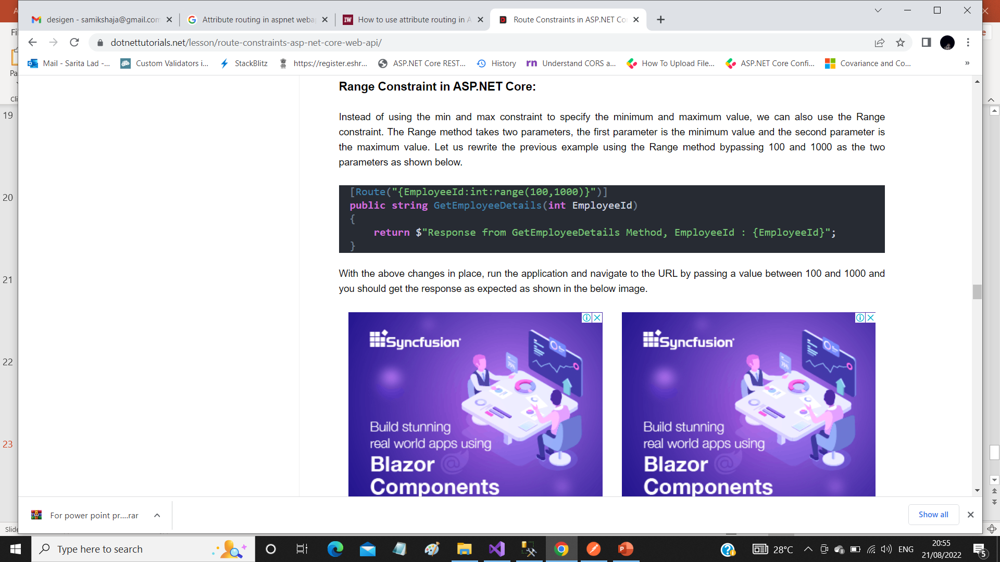 desigen - samikshaja@gmail.com
Attribute routing in aspnet weba
How to use attribute routing in A
Route Constraints in ASP.NET Co
dotnettutorials.net/lesson/route-constraints-asp-net-core-web-api/
Mail - Sarita Lad -...
Custom Validators i...
StackBlitz
https://register.eshr...
ASP.NET Core REST...
History
Understand CORS a...
How To Upload File...
ASP.NET Core Confi...
Covariance and Co...
»
Fi
Pa
Cli
19
20
21
22
23
Range Constraint in ASP.NET Core:
Instead of using the min and max constraint to specify the minimum and maximum value, we can also use the Range
constraint. The Range method takes two parameters, the first parameter is the minimum value and the second parameter is
the maximum value. Let us rewrite the previous example using the Range method bypassing 100 and 1000 as the two
parameters as shown below.
[Route("{EmployeeId:int:range(100,1000)}")]
public string GetEmployeeDetails(int EmployeeId)
{
return $"Response from GetEmployeeDetails Method, EmployeeId : {EmployeeId}";
}
With the above changes in place, run the application and navigate to the URL by passing a value between 100 and 1000 and
you should get the response as expected as shown in the below image.
Syncfusion
Build stunning
real world apps using
Blazor
Components
Syncfusion
Build stunning
real world apps using
Blazor
Components
For power point pr....rar
Show all
Slide
Type here to search
28°C
ENG
20:55
21/08/2022
5